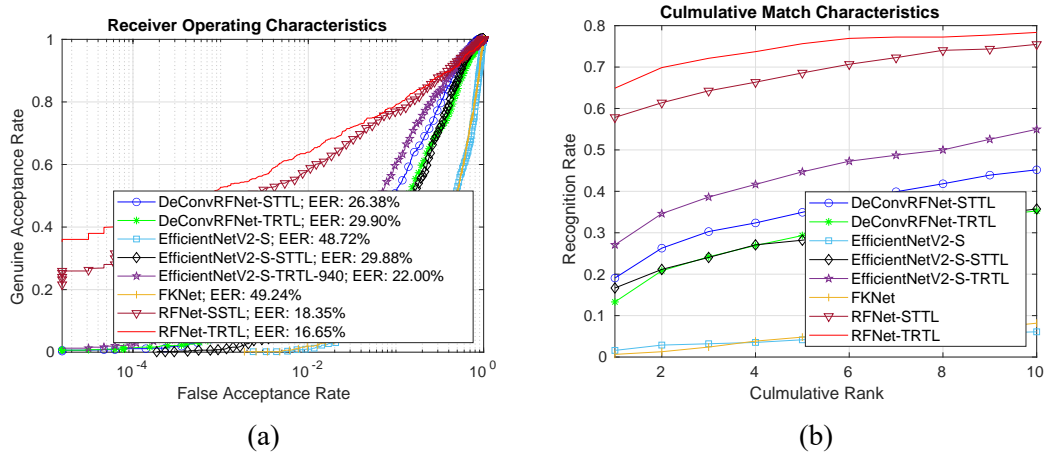 Receiver Operating Characteristics
Genuine Acceptance Rate
1
0.8
0.6
0.4
0.2
0
DeConvRFNet-STTL; EER: 26.38%
DeConvRFNet-TRTL; EER: 29.90%
EfficientNetV2-S; EER: 48.72%
EfficientNetV2-S-STTL; EER: 29.88%
EfficientNetV2-S-TRTL-940; EER: 22.00%
FKNet; EER: 49.24%
RFNet-SSTL; EER: 18.35%
RFNet-TRTL; EER: 16.65%
10^-4 10^-2 10^0
False Acceptance Rate
(a)
Culmulative Match Characteristics
Recognition Rate
0.8
0.7
0.6
0.5
0.4
0.3
0.2
0.1
0
DeConvRFNet-STTL
DeConvRFNet-TRTL
EfficientNetV2-S
EfficientNetV2-S-STTL
EfficientNetV2-S-TRTL
FKNet
RFNet-STTL
RFNet-TRTL
2 4 6 8 10
Culmulative Rank
(b)